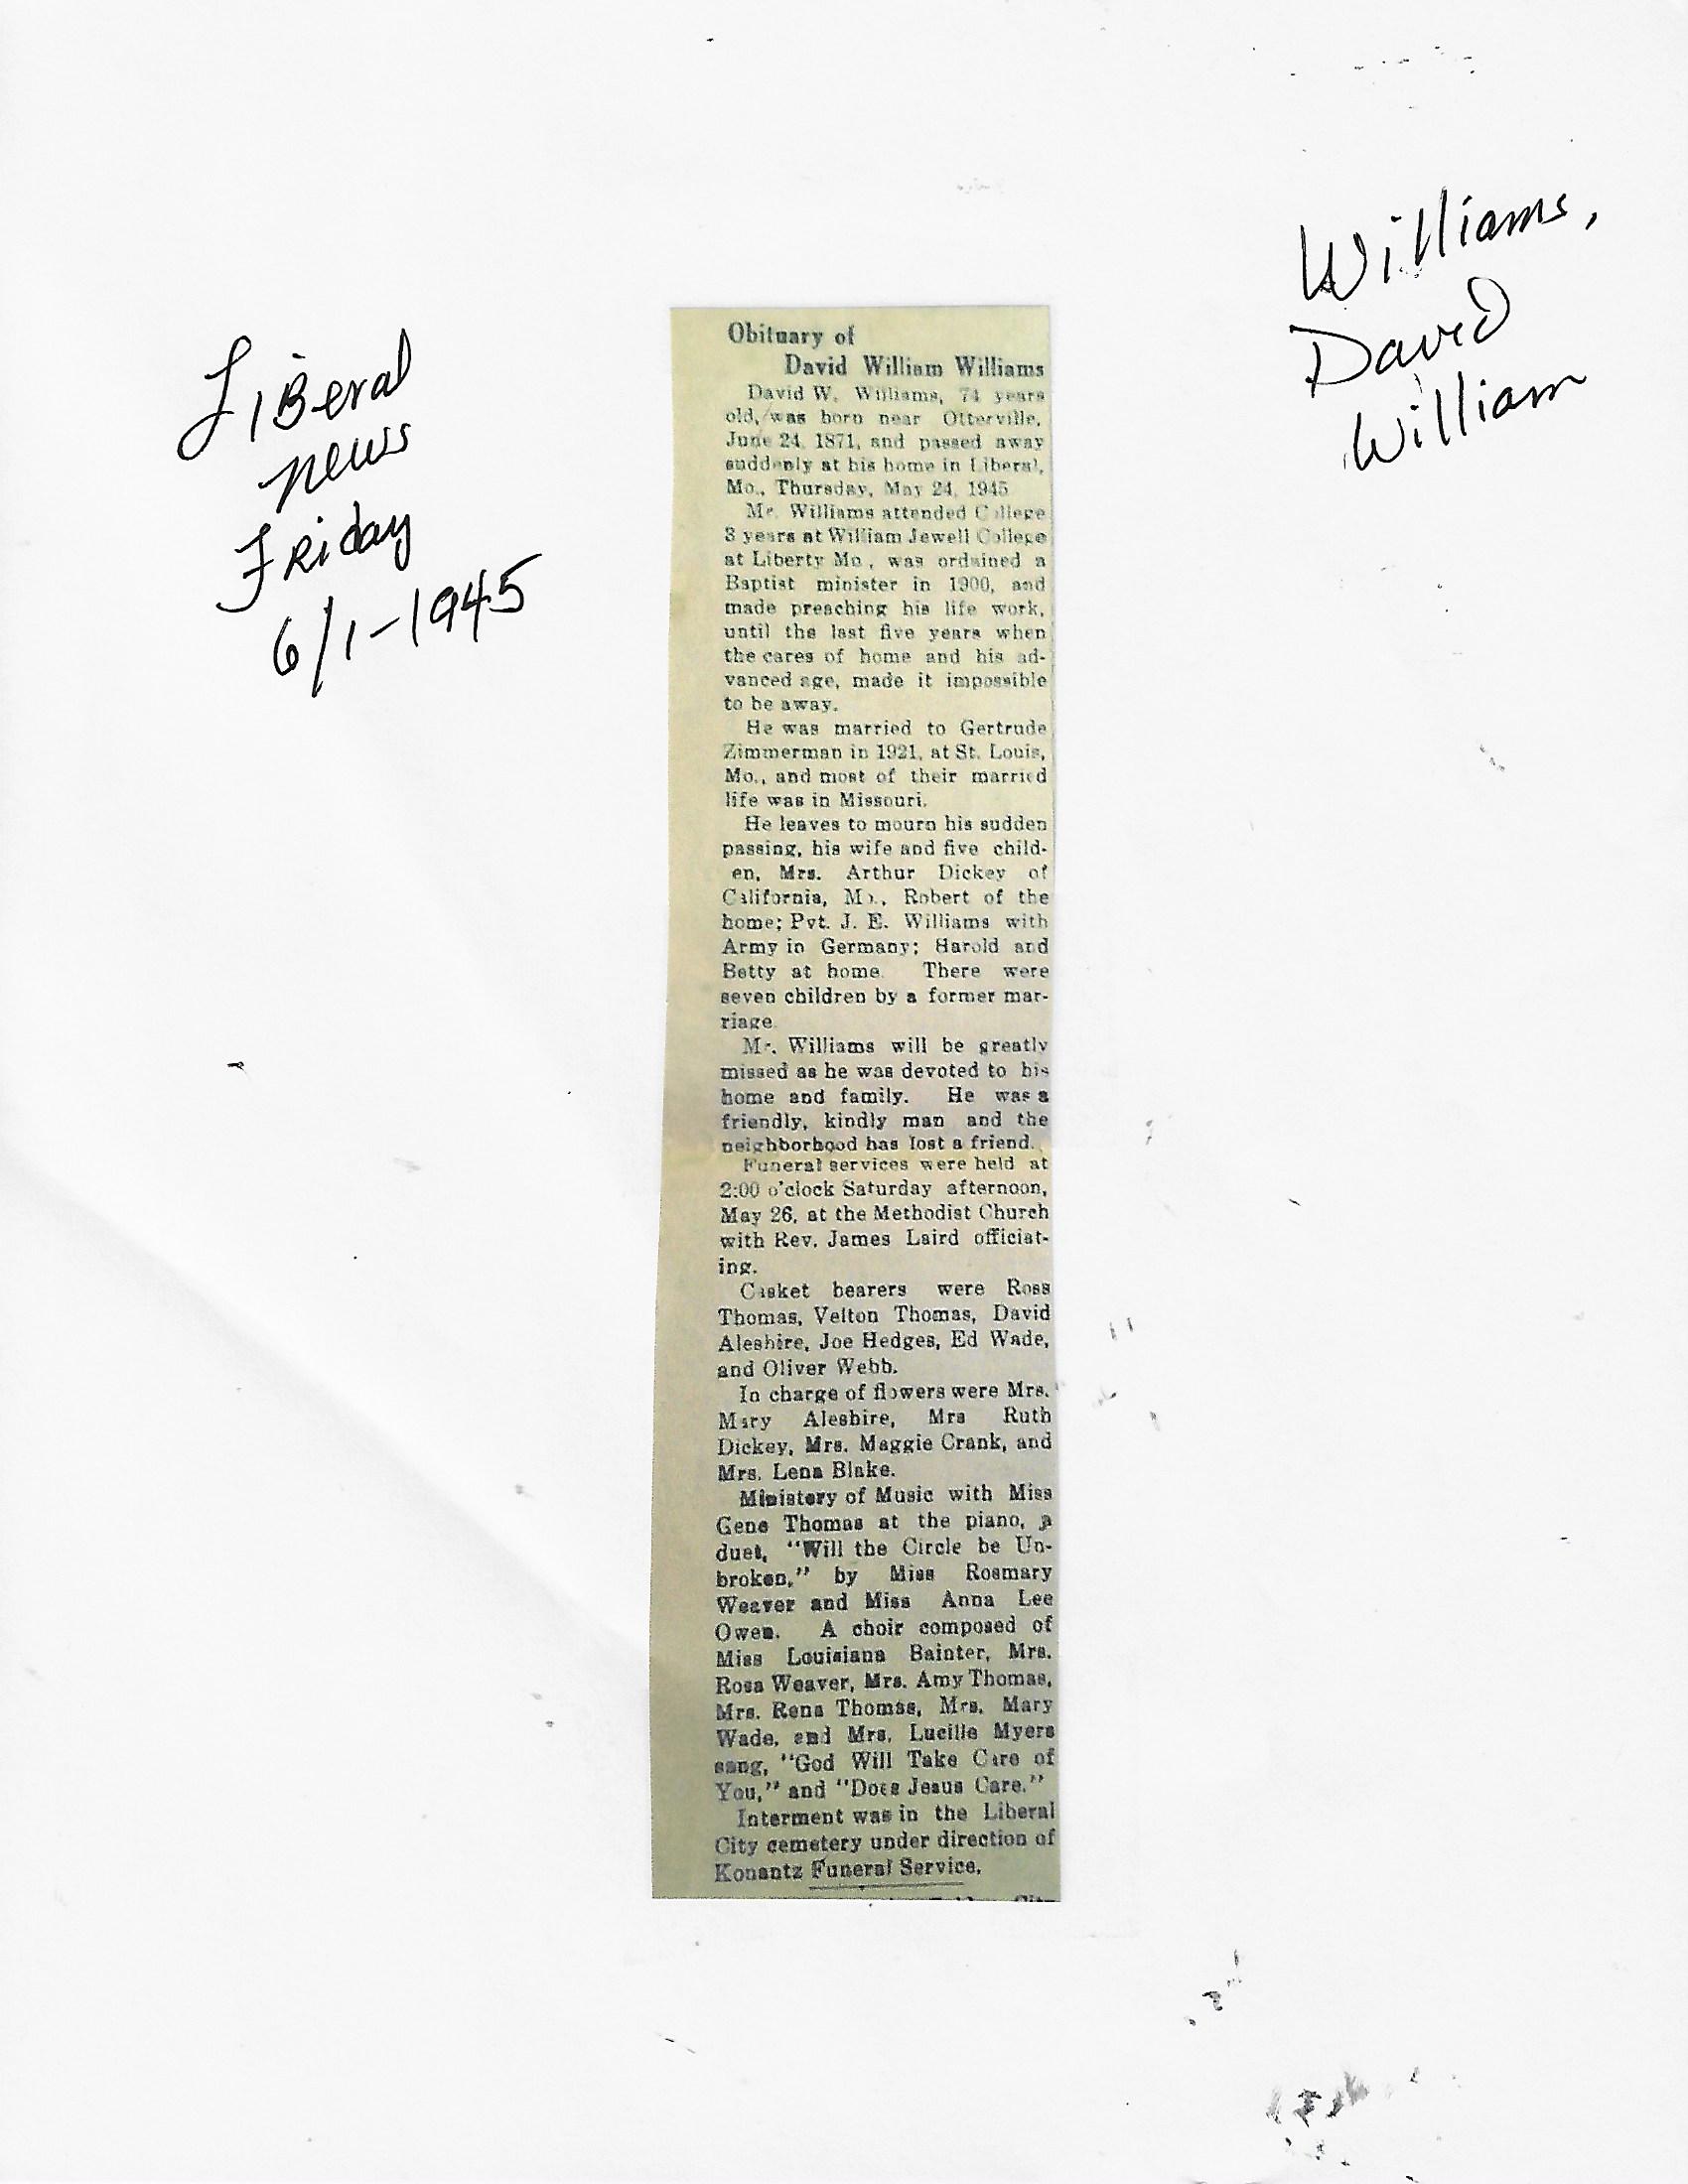 Williams,
David
William
Liberal
news
Friday
6/1-1945
Obituary of
David William Williams
David W. Williams, 74 years
old, was born near Otterville,
June 24, 1871, and passed away
suddenly at his home in Liberal,
Mo., Thursday, May 24, 1945
Mr. Williams attended College
3 years at William Jewell College
at Liberty Mo., was ordained a
Baptist minister in 1900, and
made preaching his life work,
until the last five years when
the cares of home and his ad-
vanced age, made it impossible
to be away.
He was married to Gertrude
Zimmerman in 1921, at St. Louis,
Mo., and most of their married
life was in Missouri.
He leaves to mourn his sudden
passing, his wife and five child-
en, Mrs. Arthur Dickey of
California, Mo., Robert of the
home; Pvt. J. E. Williams with
Army in Germany; Harold and
Betty at home. There were
seven children by a former mar-
riage.
Mr. Williams will be greatly
missed as he was devoted to his
home and family. He was a
friendly, kindly man and the
neighborhood has lost a friend.
Funeral services were held at
2:00 o'clock Saturday afternoon,
May 26, at the Methodist Church
with Rev. James Laird officiat-
ing.
Casket bearers were Ross
Thomas, Velton Thomas, David
Aleshire, Joe Hedges, Ed Wade,
and Oliver Webb.
In charge of flowers were Mrs.
Mary Aleshire, Mrs Ruth
Dickey, Mrs. Maggie Crank, and
Mrs. Lena Blake.
Ministery of Music with Miss
Gene Thomas at the piano, a
duet, "Will the Circle be Un-
broken," by Miss Rosmary
Weaver and Miss Anna Lee
Owen. A choir composed of
Miss Louisiana Bainter, Mrs.
Rosa Weaver, Mrs. Amy Thomas,
Mrs. Rena Thomas, Mrs. Mary
Wade, and Mrs. Lucille Myers
sang, "God Will Take Care of
You," and "Does Jesus Care."
Interment was in the Liberal
City cemetery under direction of
Konantz Funeral Service.